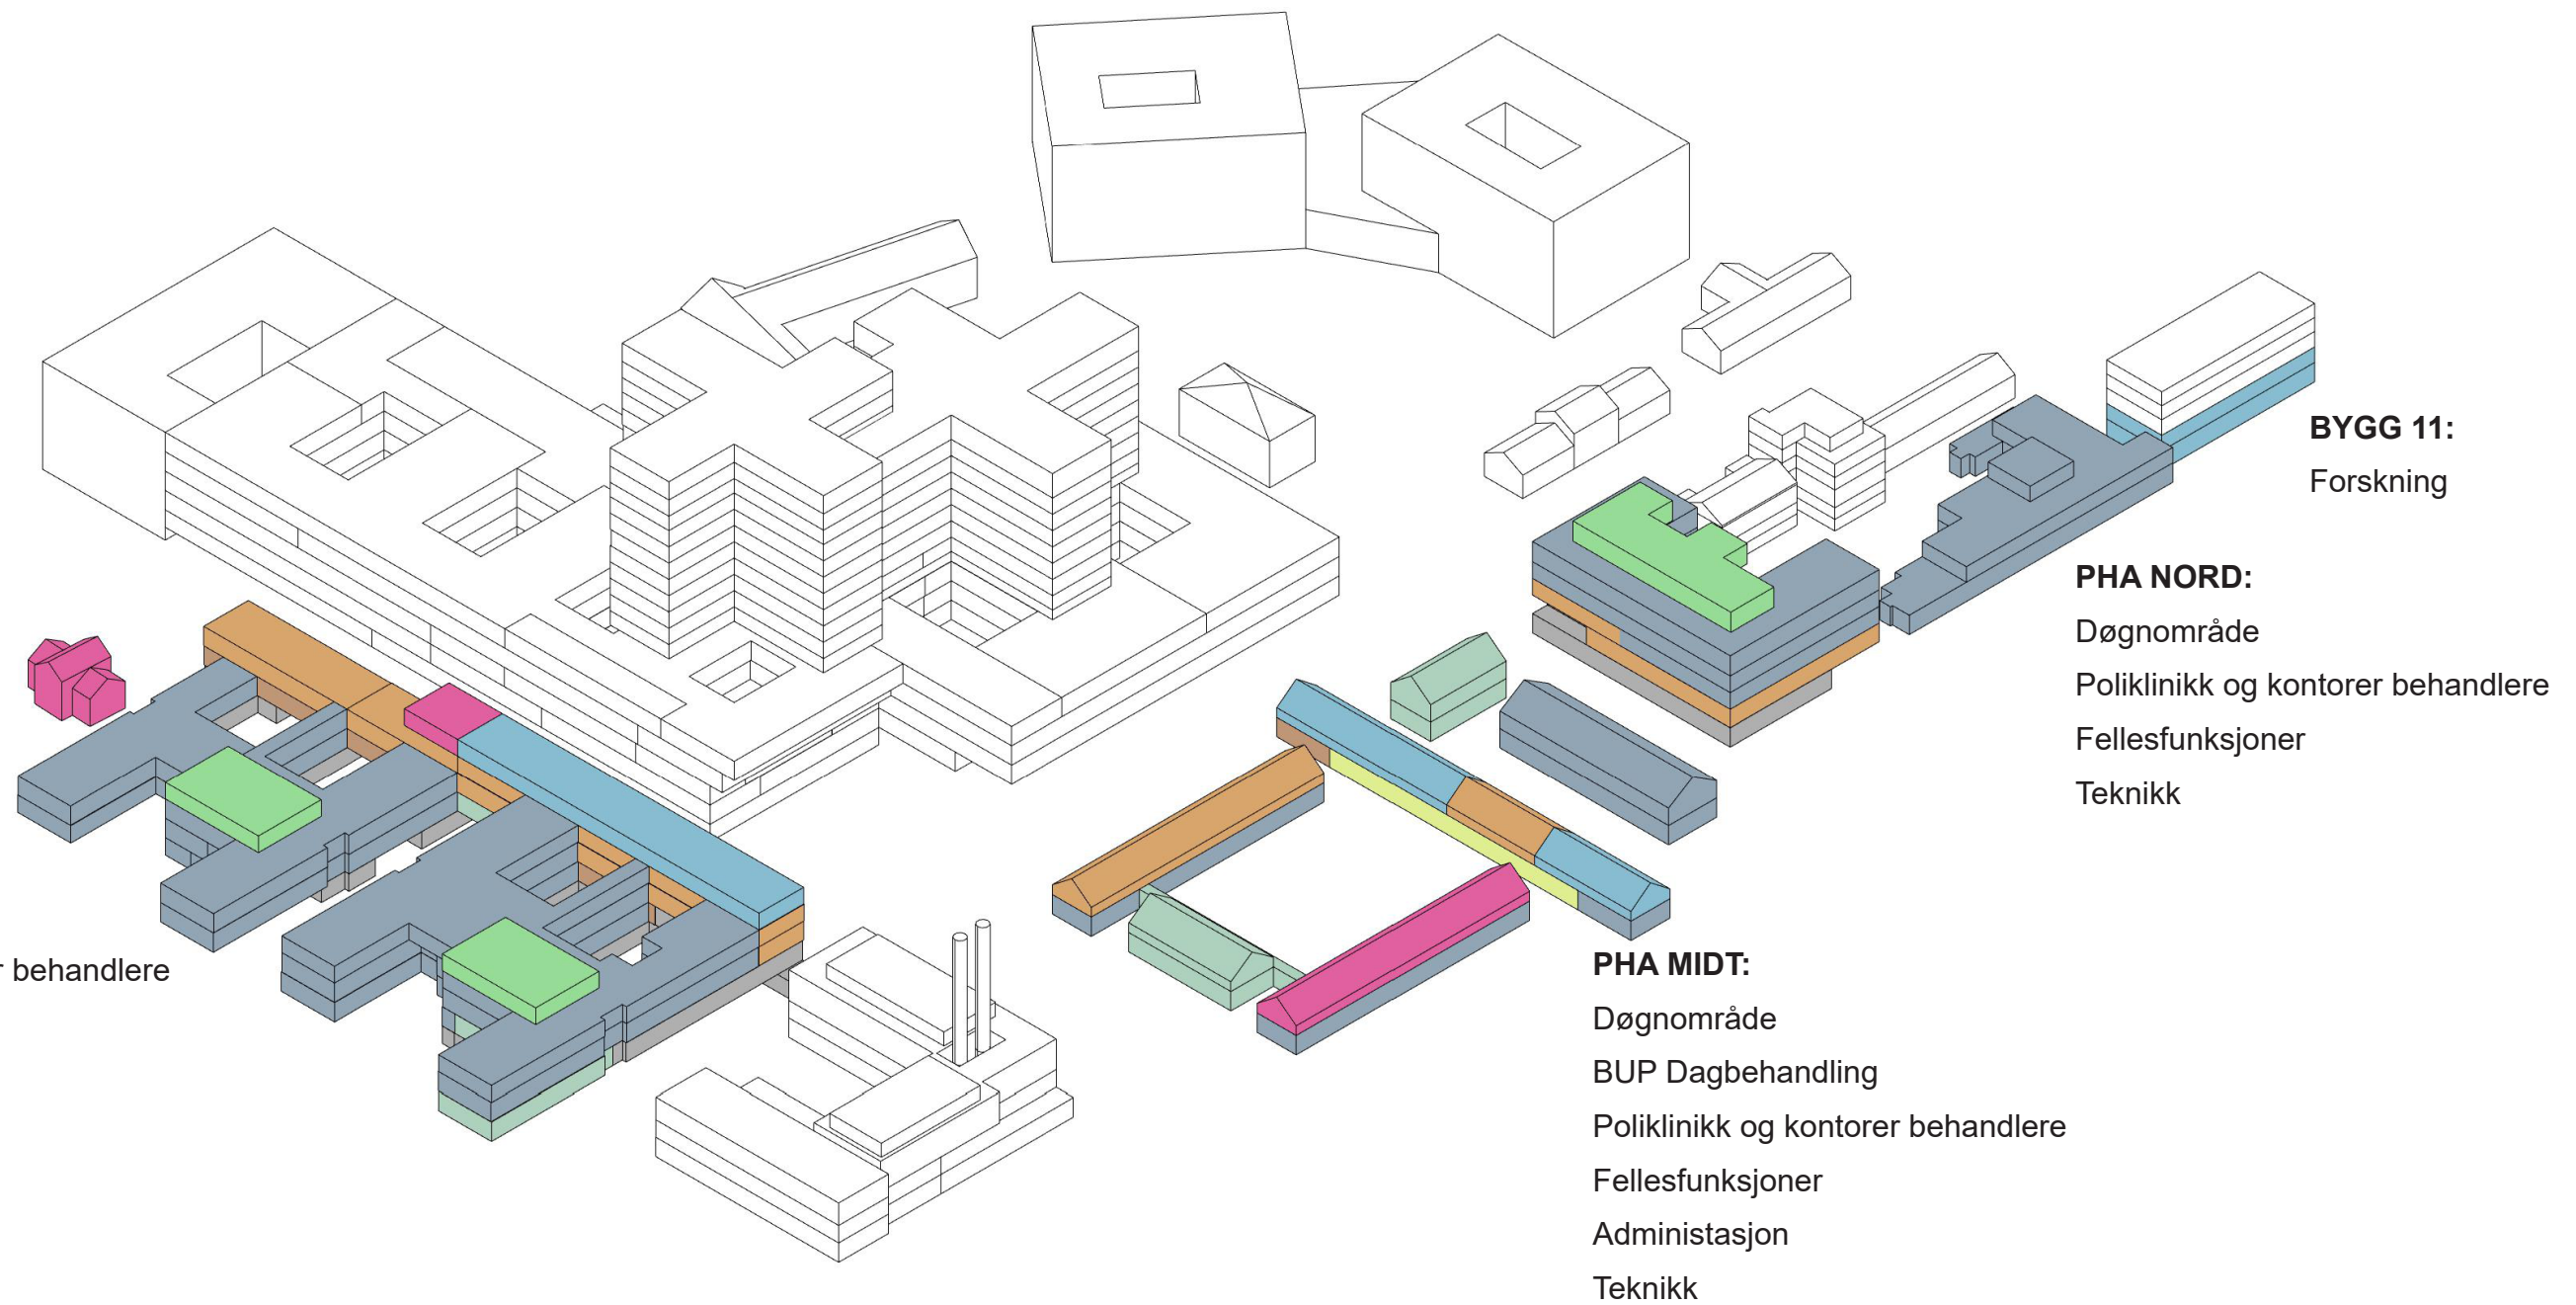 BYGG 11:
Forskning
PHA NORD:
Døgnområde
Poliklinikk og kontorer behandlere
Fellesfunksjoner
Teknikk
r behandlere
PHA MIDT:
Døgnområde
BUP Dagbehandling
Poliklinikk og kontorer behandlere
Fellesfunksjoner
Administasjon
Teknikk